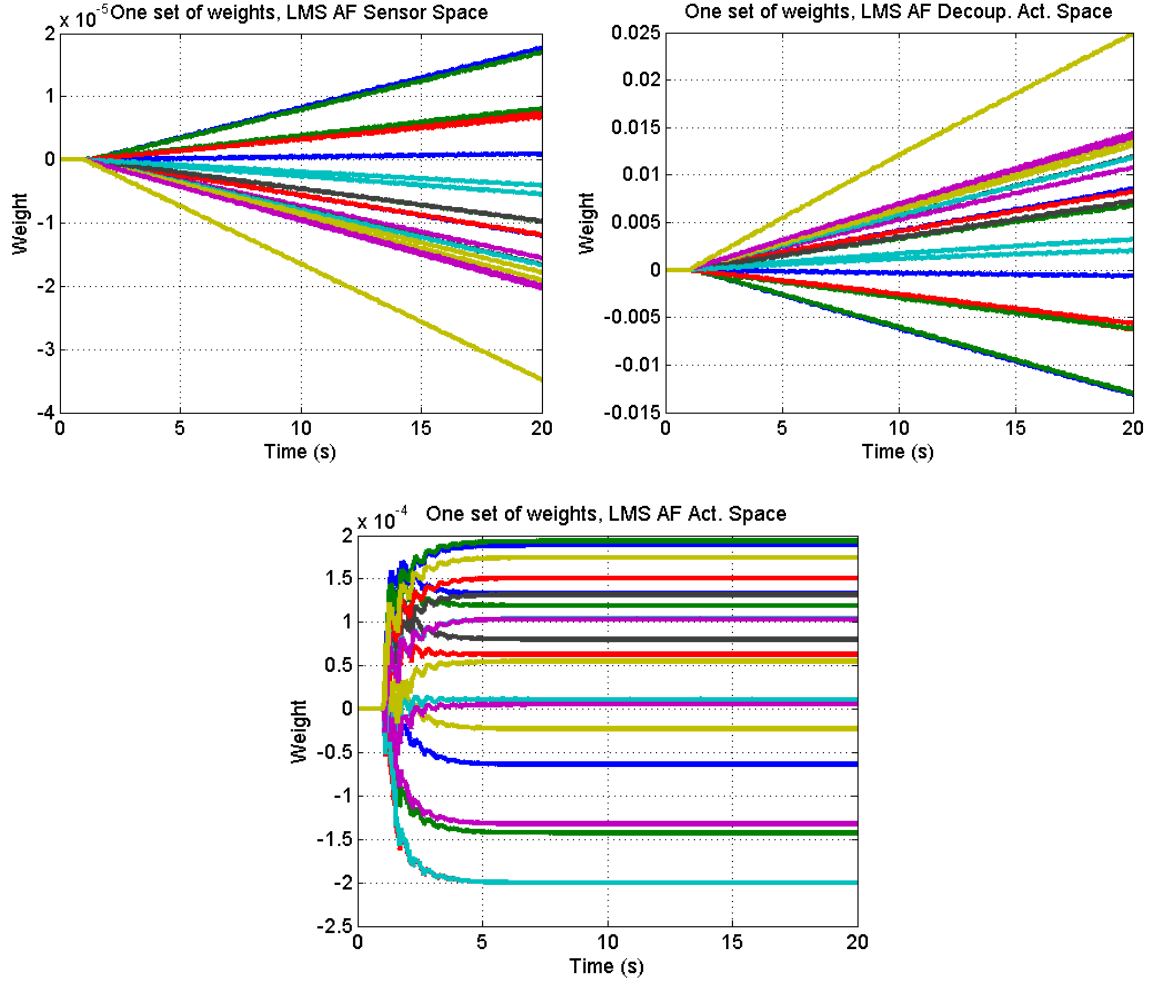 x 10^-5 One set of weights, LMS AF Sensor Space
2
1
0
-1
-2
-3
-4
Weight
0 5 10 15 20
Time (s)
One set of weights, LMS AF Decoup. Act. Space
0.025
0.02
0.015
0.01
0.005
0
-0.005
-0.01
-0.015
Weight
0 5 10 15 20
Time (s)
x 10^-4 One set of weights, LMS AF Act. Space
2
1.5
1
0.5
0
-0.5
-1
-1.5
-2
-2.5
Weight
0 5 10 15 20
Time (s)